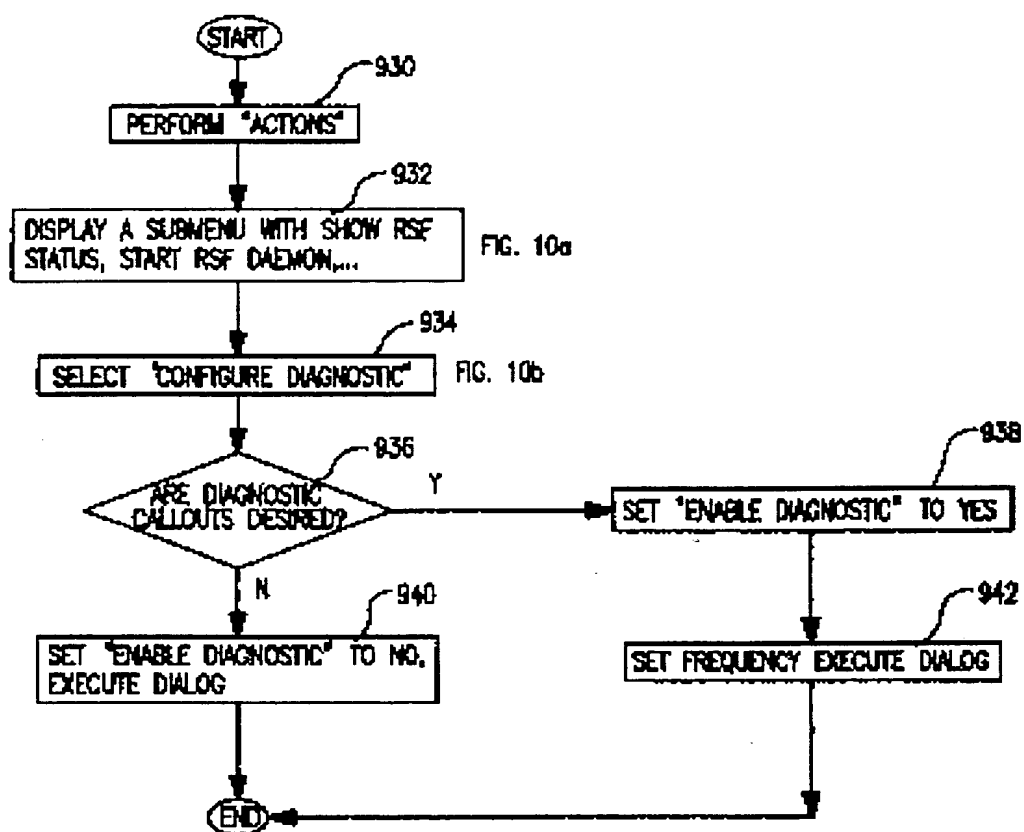 START
930
PERFORM "ACTIONS"
932
DISPLAY A SUBMENU WITH SHOW RSF
STATUS, START RSF DAEMON,...
FIG. 10a
934
SELECT "CONFIGURE DIAGNOSTIC"
FIG. 10b
936
ARE DIAGNOSTIC
CALLOUTS DESIRED?
Y
938
SET "ENABLE DIAGNOSTIC" TO YES
N
940
SET "ENABLE DIAGNOSTIC" TO NO.
EXECUTE DIALOG
942
SET FREQUENCY EXECUTE DIALOG
END